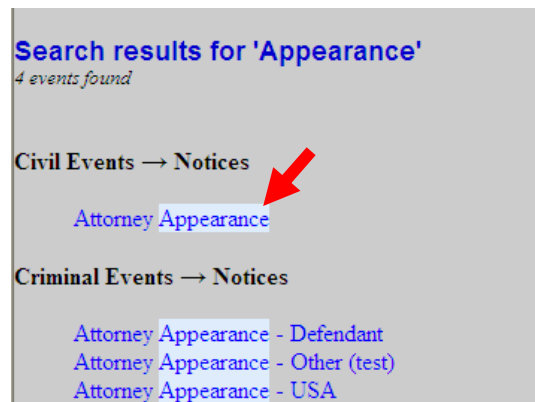 Search results for 'Appearance'
4 events found
Civil Events → Notices
Attorney Appearance
Criminal Events → Notices
Attorney Appearance - Defendant
Attorney Appearance - Other (test)
Attorney Appearance - USA